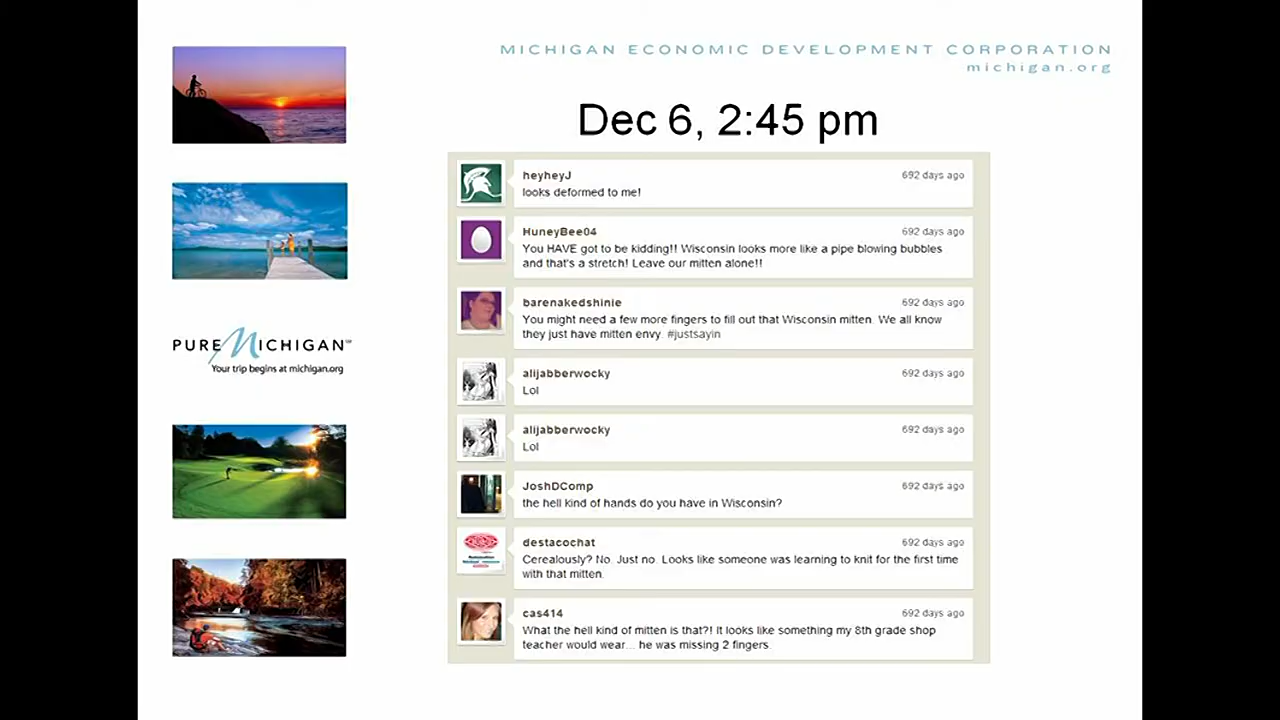 MICHIGAN ECONOMIC DEVELOPMENT CORPORATION
michigan.org
Dec 6, 2:45 pm
heyheyJ 692 days ago
looks deformed to me!
HuneyBee04 692 days ago
You HAVE got to be kidding!! Wisconsin looks more like a pipe blowing bubbles
and that's a stretch! Leave our mitten alone!!
barenakedshinie 692 days ago
You might need a few more fingers to fill out that Wisconsin mitten. We all know
they just have mitten envy. #justsayin
alijabberwocky 692 days ago
Lol
alijabberwocky 692 days ago
Lol
JoshDComp 692 days ago
the hell kind of hands do you have in Wisconsin?
destacochat 692 days ago
Cerealously? No. Just no. Looks like someone was learning to knit for the first time
with that mitten.
cas414 692 days ago
What the hell kind of mitten is that?! It looks like something my 8th grade shop
teacher would wear... he was missing 2 fingers.
PURE MICHIGAN
Your trip begins at michigan.org